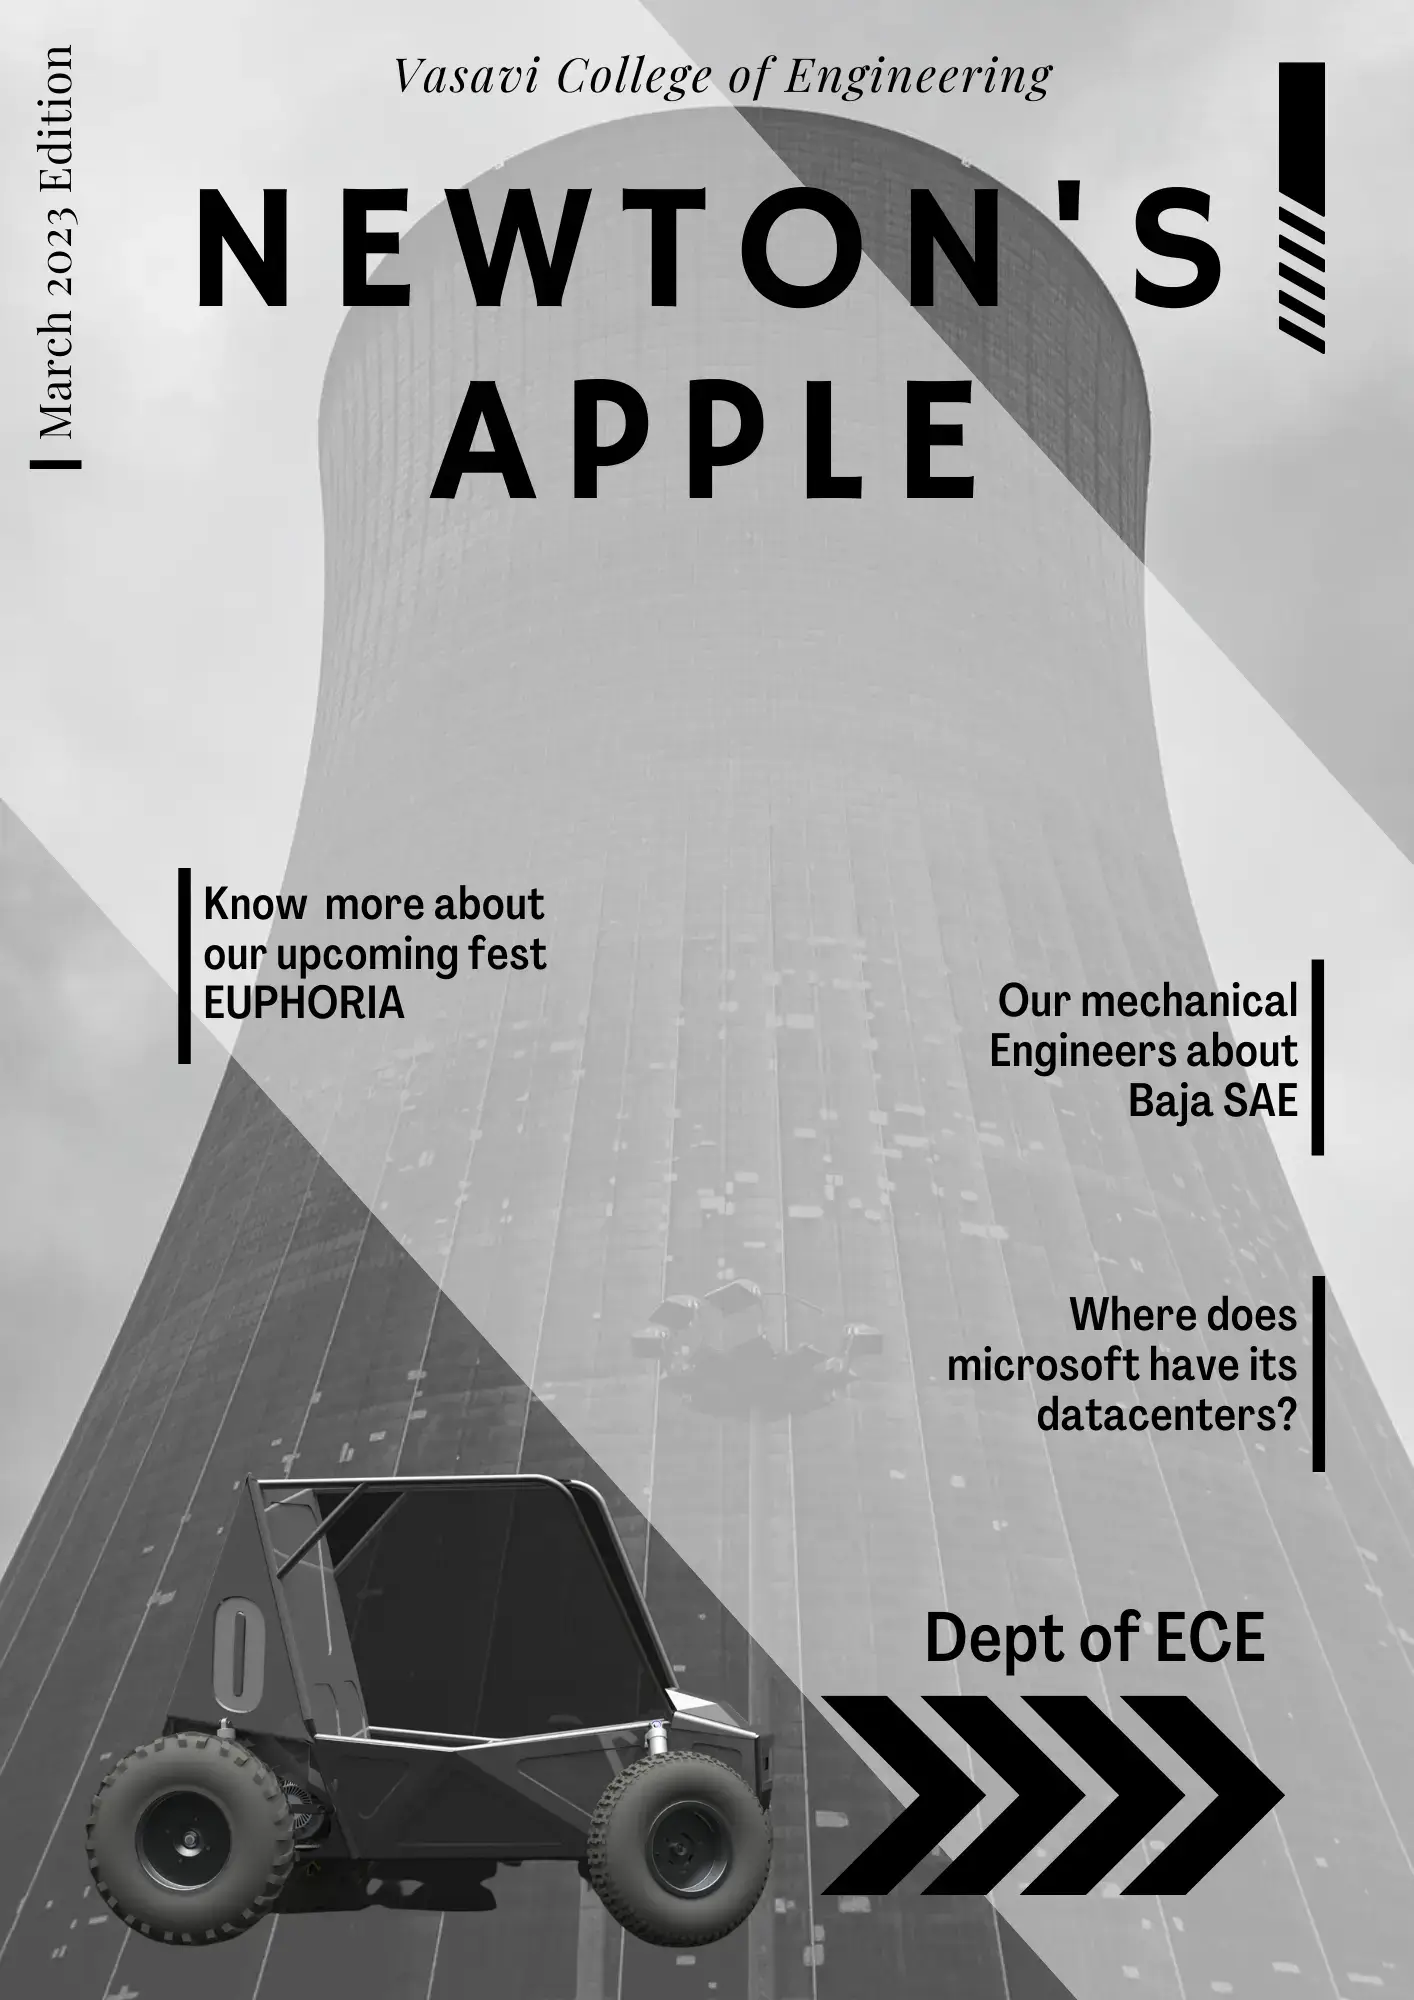 Vasavi College of Engineering
March 2023 Edition
NEWTON'S
APPLE
Know more about
our upcoming fest
EUPHORIA
Our mechanical
Engineers about
Baja SAE
Where does
microsoft have its
datacenters?
Dept of ECE
0